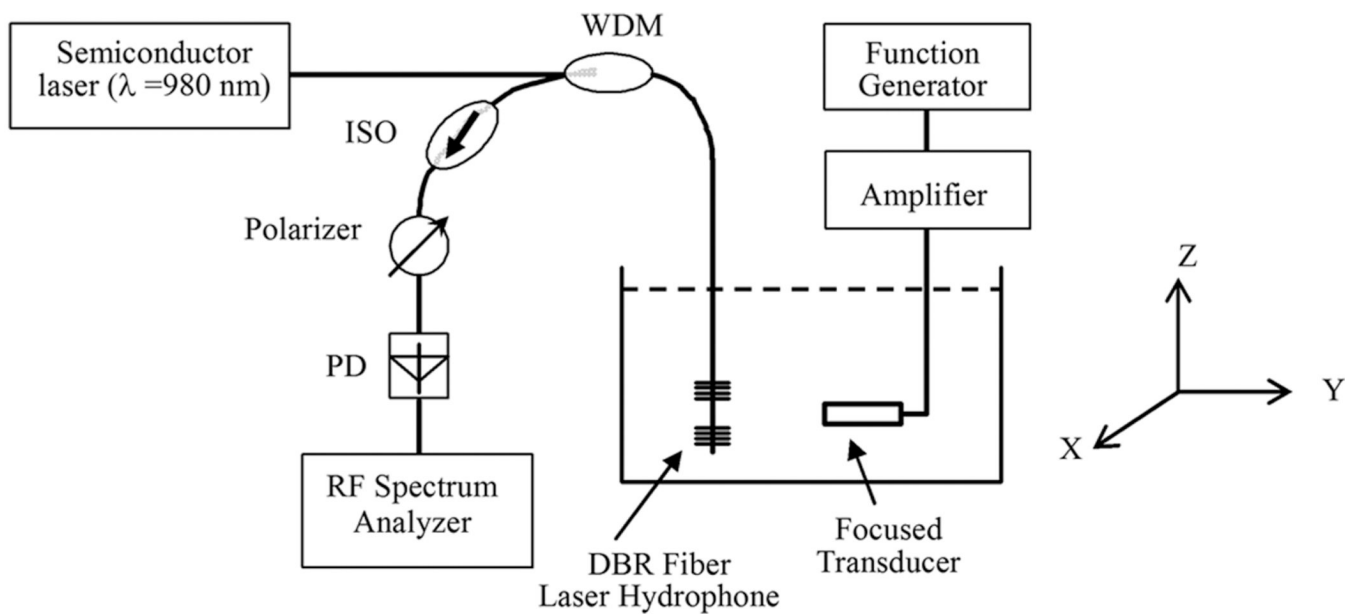 Semiconductor
laser (λ =980 nm)
WDM
Function
Generator
ISO
Amplifier
Polarizer
Z
PD
Y
X
RF Spectrum
Analyzer
DBR Fiber
Laser Hydrophone
Focused
Transducer